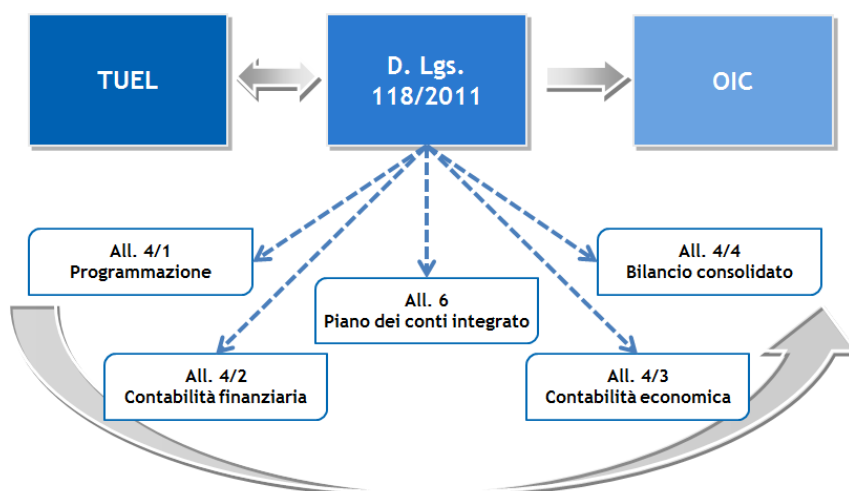 TUEL
D. Lgs.
118/2011
OIC
All. 4/1
Programmazione
All. 4/4
Bilancio consolidato
All. 6
Piano dei conti integrato
All. 4/2
Contabilità finanziaria
All. 4/3
Contabilità economica